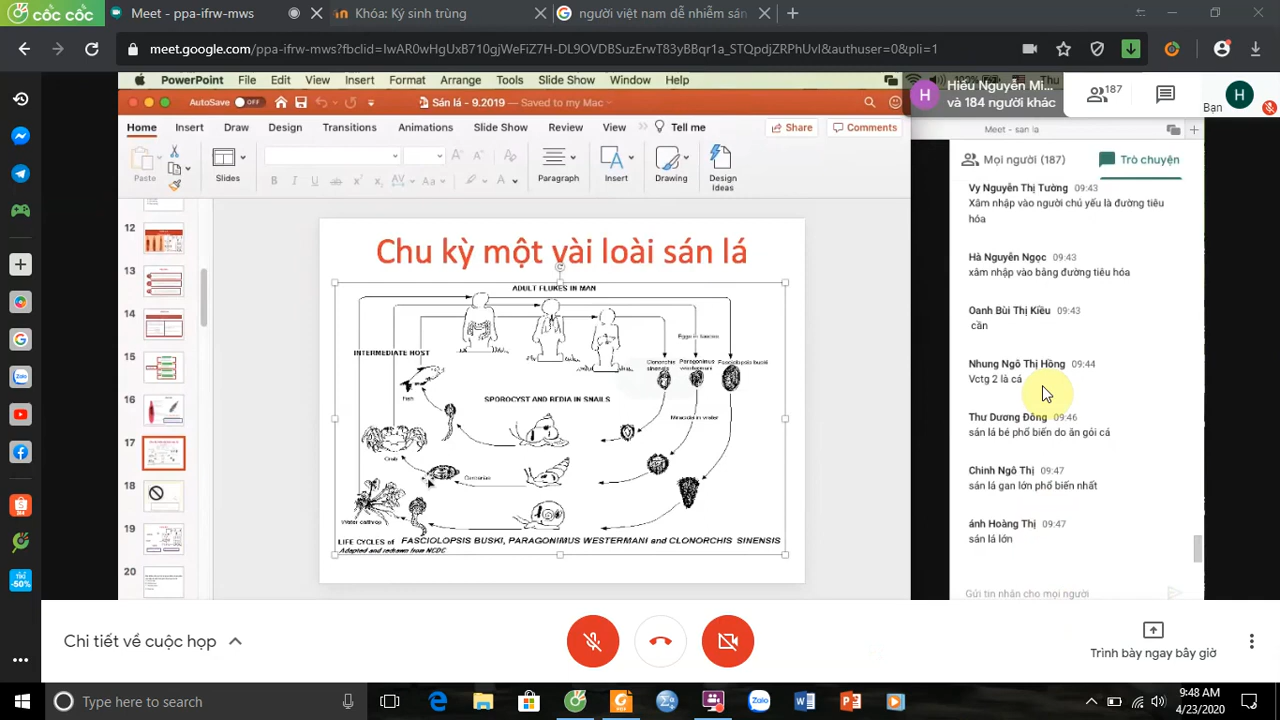 cốc cốc
Meet - ppa-ifrw-mws
Khóa: Ký sinh trùng
người việt nam dễ nhiễm sán
meet.google.com/ppa-ifrw-mws?fbclid=IwAR0wHgUxB710gjWeFiZ7H-DL9OVDBSuzErwT83yBBqr1a_STQpdjZRPhUvI&authuser=0&pli=1
PowerPoint File Edit View Insert Format Arrange Tools Slide Show Window Help
Thu
AutoSave OFF
Sán lá - 9.2019 — Saved to my Mac
Home Insert Draw Design Transitions Animations Slide Show Review View Tell me
Share Comments
Paste
Slides
Paragraph
Insert
Drawing
Design
Ideas
12
13
14
15
16
17
18
19
20
Chu kỳ một vài loài sán lá
ADULT FLUKES IN MAN
Eggs in faeces
INTERMEDIATE HOST
Clonorchis
sinensis
Paragonimus
westermani
Fasciolopsis buski
Fish
SPOROCYST AND REDIA IN SNAILS
Miracidia in water
Crab
Cercariae
Water calthrop
LIFE CYCLES of FASCIOLOPSIS BUSKI, PARAGONIMUS WESTERMANI and CLONORCHIS SINENSIS
Adapted and redrawn from NCDC
H
Hiếu Nguyễn Mi...
và 184 người khác
187
Bạn
H
Meet - san la
Mọi người (187)
Trò chuyện
Vy Nguyễn Thị Tường 09:43
Xâm nhập vào người chủ yếu là đường tiêu
hóa
Hà Nguyễn Ngọc 09:43
xâm nhập vào bằng đường tiêu hóa
Oanh Bùi Thị Kiều 09:43
cần
Nhung Ngô Thị Hồng 09:44
Vctg 2 là cá
Thư Dương Đông 09:46
sán lá bé phổ biến do ăn gỏi cá
Chinh Ngô Thị 09:47
sán lá gan lớn phổ biến nhất
ánh Hoàng Thị 09:47
sán lá lớn
Gửi tin nhắn cho mọi người
Chi tiết về cuộc họp
Trình bày ngay bây giờ
Type here to search
9:48 AM
4/23/2020